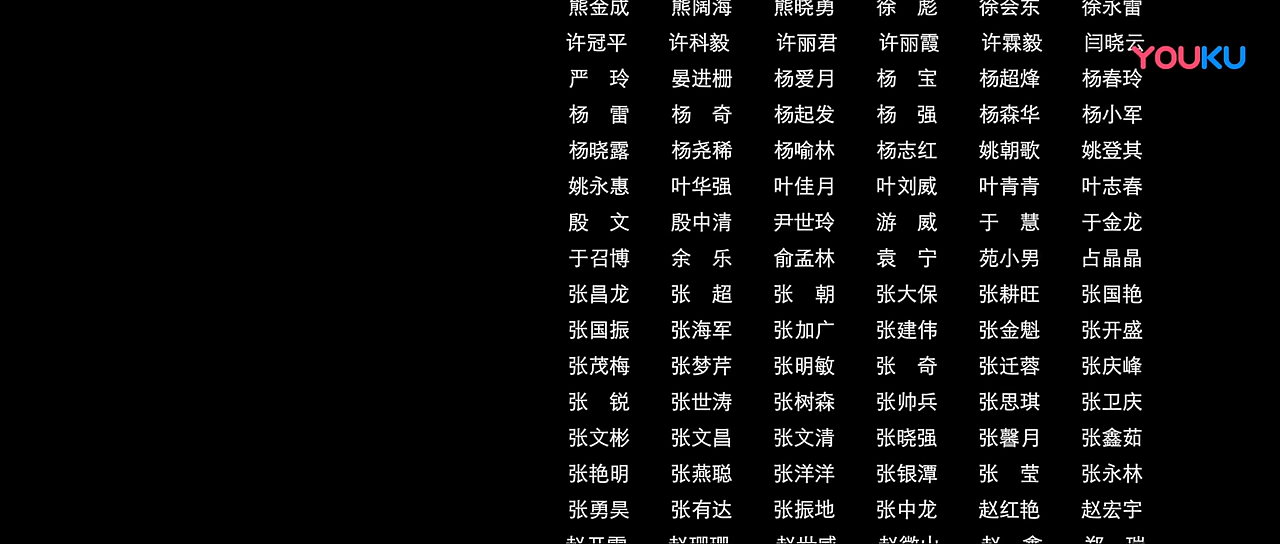 熊金成 熊阔海 熊晓勇 徐 彪 徐会东 徐永雷
许冠平 许科毅 许丽君 许丽霞 许霖毅 闫晓云
YOUKU
严 玲 晏进栅 杨爱月 杨 宝 杨超烽 杨春玲
杨 雷 杨 奇 杨起发 杨 强 杨森华 杨小军
杨晓露 杨尧稀 杨喻林 杨志红 姚朝歌 姚登其
姚永惠 叶华强 叶佳月 叶刘威 叶青青 叶志春
殷 文 殷中清 尹世玲 游 威 于 慧 于金龙
于召博 余 乐 俞孟林 袁 宁 苑小男 占晶晶
张昌龙 张 超 张 朝 张大保 张耕旺 张国艳
张国振 张海军 张加广 张建伟 张金魁 张开盛
张茂梅 张梦芹 张明敏 张 奇 张迁蓉 张庆峰
张 锐 张世涛 张树森 张帅兵 张思琪 张卫庆
张文彬 张文昌 张文清 张晓强 张馨月 张鑫茹
张艳明 张燕聪 张洋洋 张银潭 张 莹 张永林
张勇昊 张有达 张振地 张中龙 赵红艳 赵宏宇